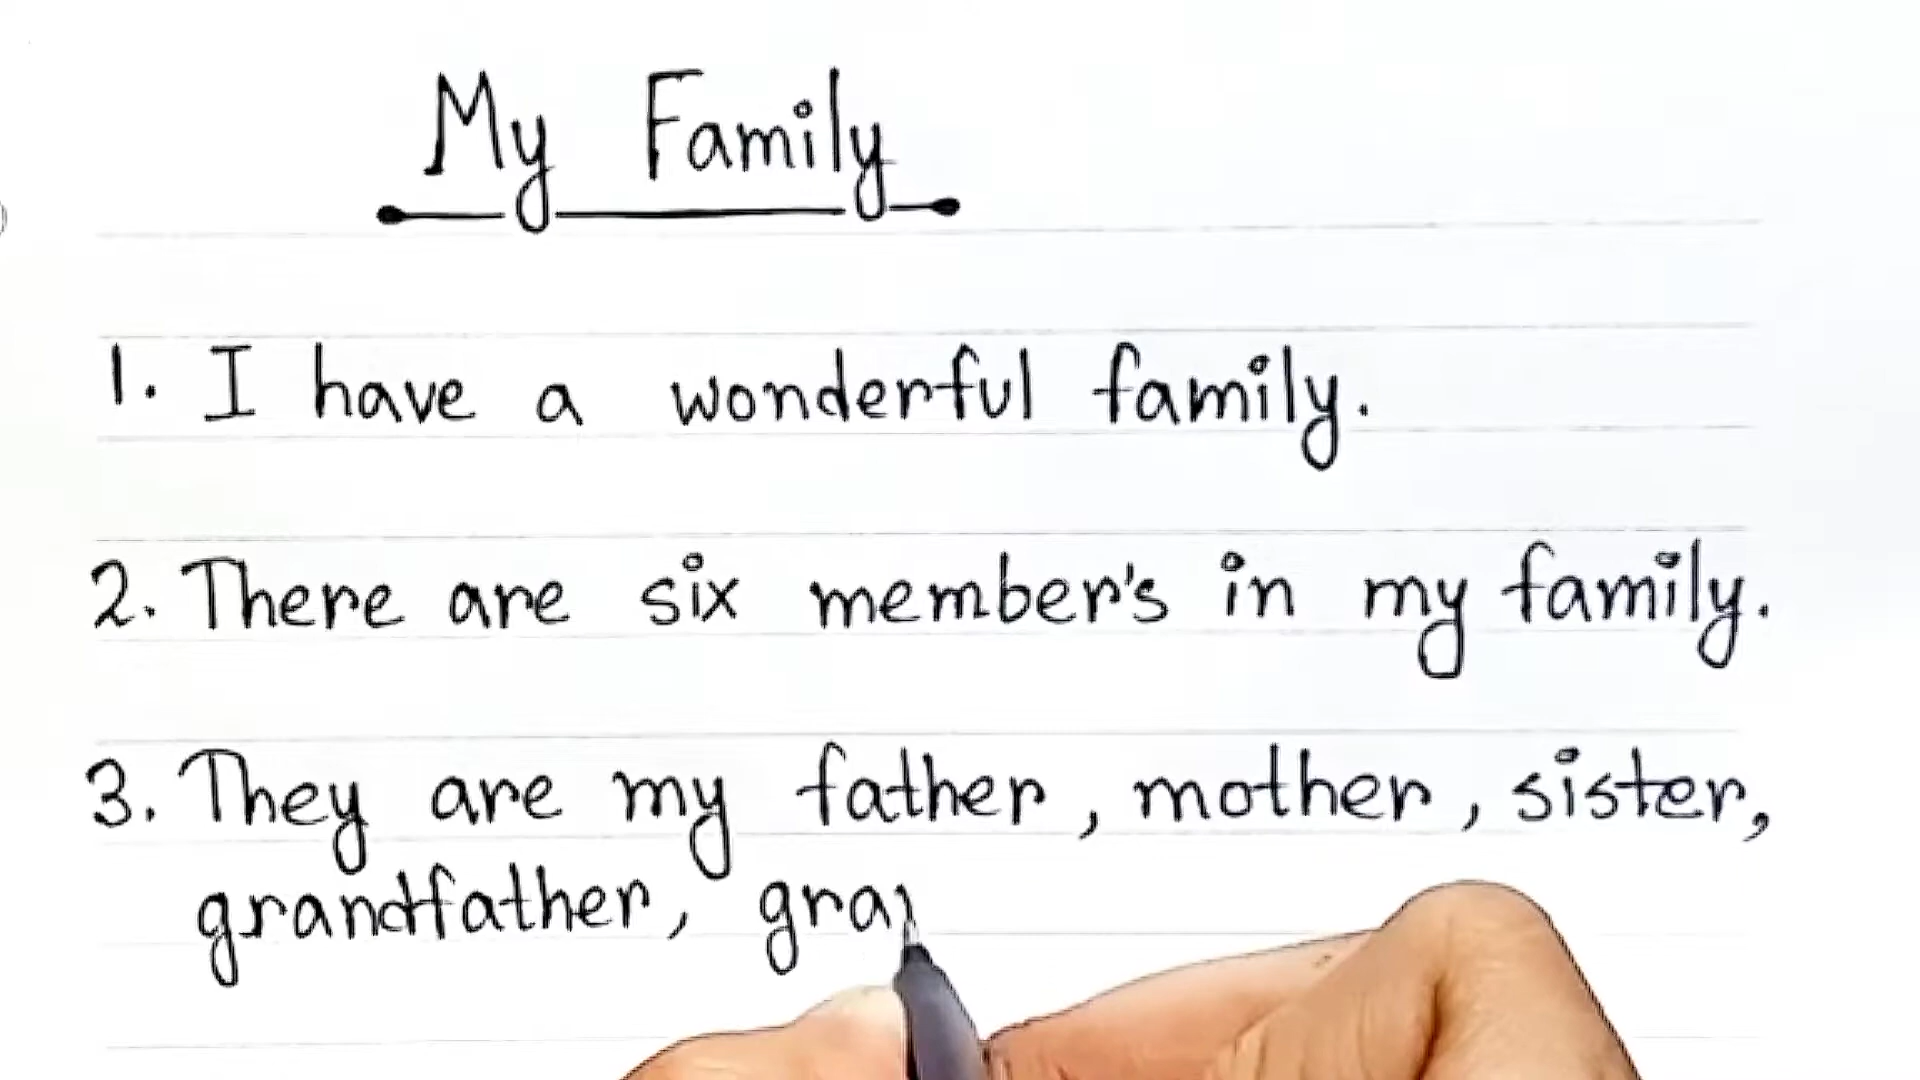 My Family
1. I have a wonderful family.
2. There are six member's in my family.
3. They are my father, mother, sister,
grandfather, gra